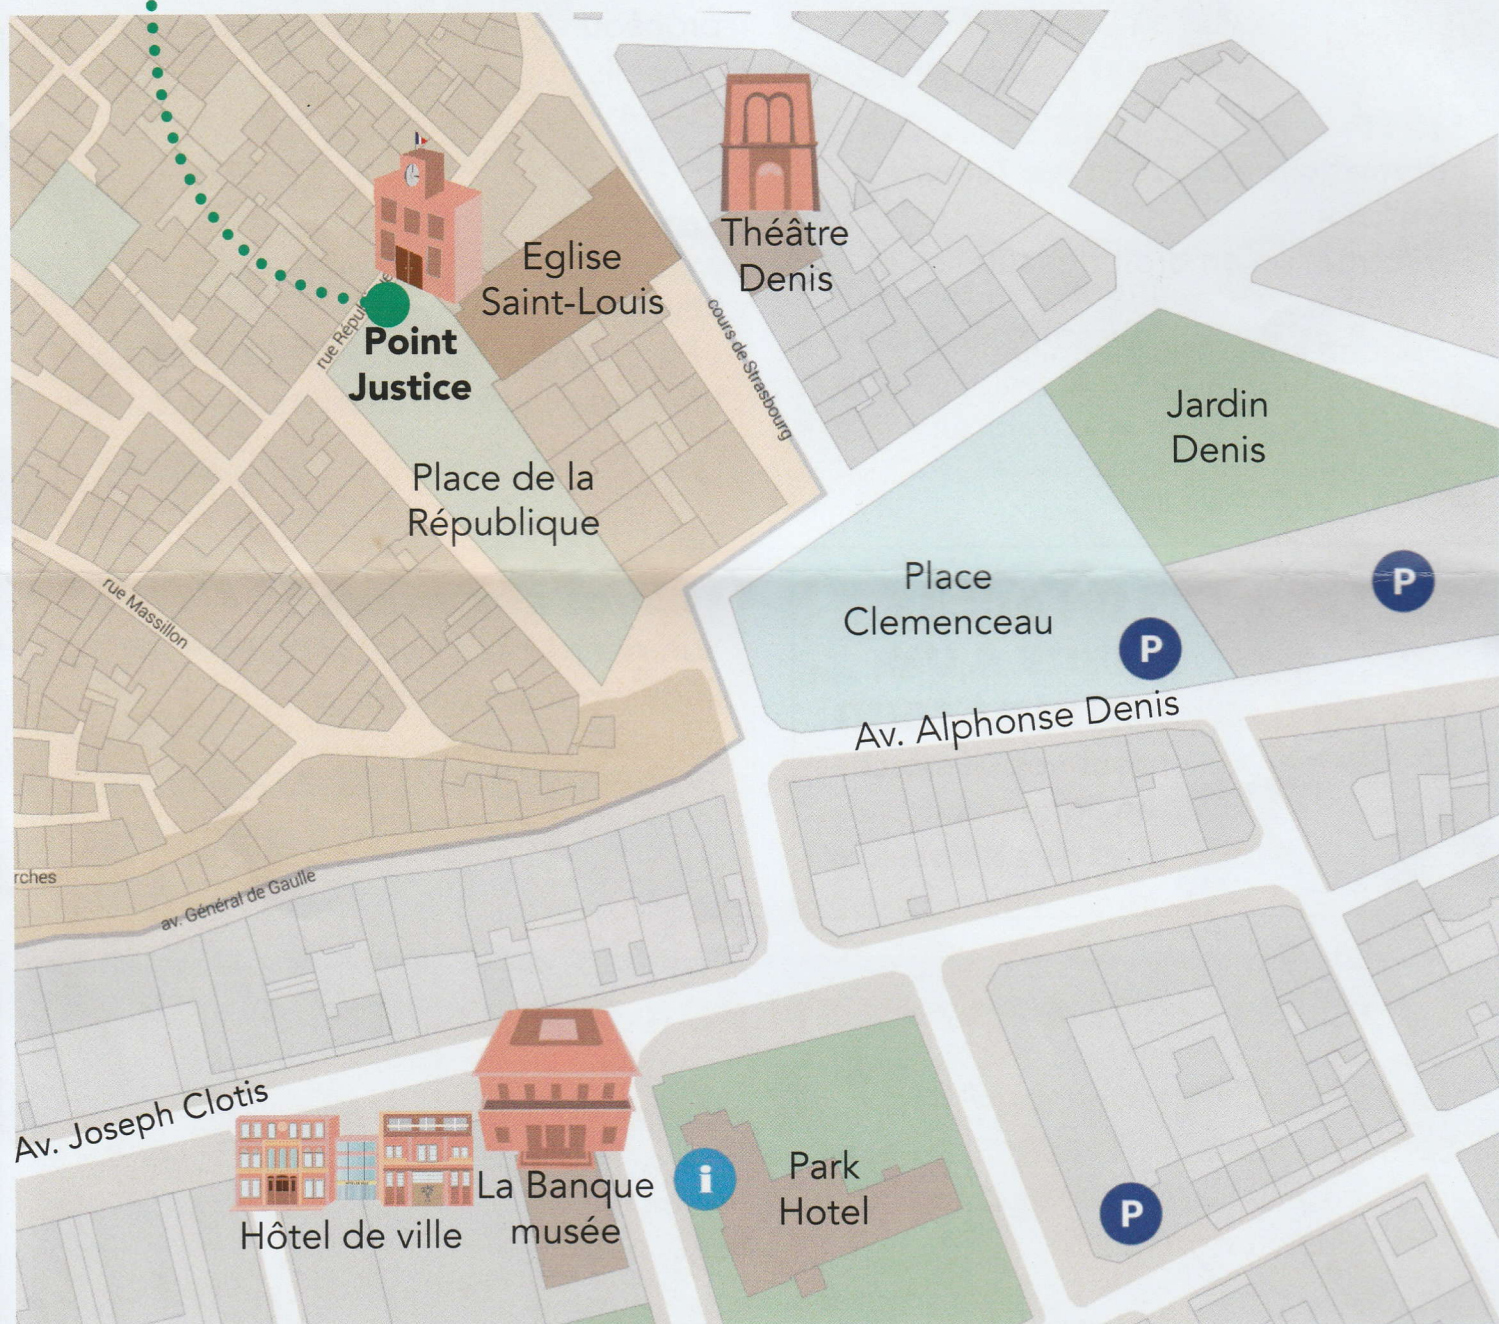 Théâtre
Denis
Eglise
Saint-Louis
Point
Justice
cours de Strasbourg
Jardin
Denis
Place de la
République
Place
Clemenceau
P
P
rue Massillon
Av. Alphonse Denis
rches
av. Général de Gaulle
Av. Joseph Clotis
La Banque
musée
i
Park
Hotel
P
Hôtel de ville